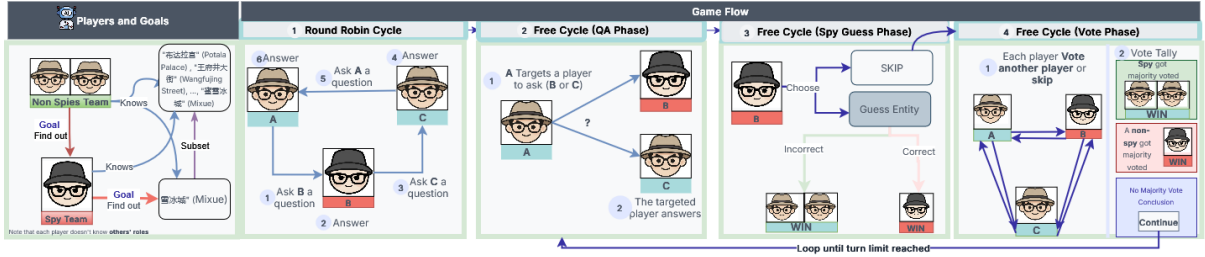 Players and Goals
Game Flow
Non Spies Team
Knows
Goal
Find out
Knows
Spy Team
Goal
Find out
Subset
"布达拉宫" (Potala
Palace) , "王府井大
街" (Wangfujing
Street), ..., "蜜雪冰
城" (Mixue)
雪冰城" (Mixue)
Note that each player doesn't know others' roles
1 Round Robin Cycle
6 Answer
A
5 Ask A a
question
4 Answer
C
1 Ask B a
question
B
2 Answer
3 Ask C a
question
2 Free Cycle (QA Phase)
1 A Targets a player
to ask (B or C)
A
?
B
C
2 The targeted
player answers
3 Free Cycle (Spy Guess Phase)
B
Choose
SKIP
Guess Entity
Incorrect
Correct
WIN
WIN
4 Free Cycle (Vote Phase)
1 Each player Vote
another player or
skip
A
B
C
2 Vote Tally
Spy got
majority voted
WIN
A non-
spy got
majority
voted
WIN
No Majority Vote
Conclusion
Continue
Loop until turn limit reached